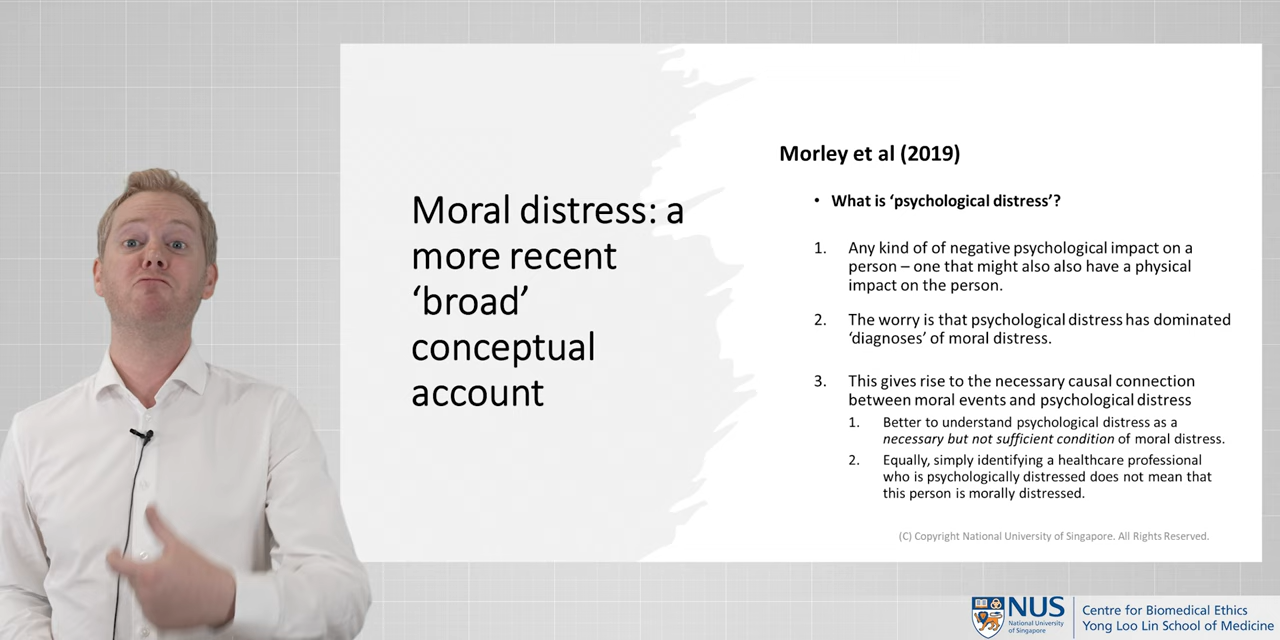 Moral distress: a
more recent
‘broad’
conceptual
account
Morley et al (2019)
• What is ‘psychological distress’?
1. Any kind of of negative psychological impact on a
person – one that might also also have a physical
impact on the person.
2. The worry is that psychological distress has dominated
‘diagnoses’ of moral distress.
3. This gives rise to the necessary causal connection
between moral events and psychological distress
1. Better to understand psychological distress as a
necessary but not sufficient condition of moral distress.
2. Equally, simply identifying a healthcare professional
who is psychologically distressed does not mean that
this person is morally distressed.
(C) Copyright National University of Singapore. All Rights Reserved.
NUS
National University
of Singapore
Centre for Biomedical Ethics
Yong Loo Lin School of Medicine